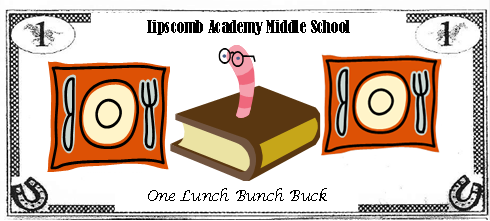 Lipscomb Academy Middle School
1 1
One Lunch Bunch Buck